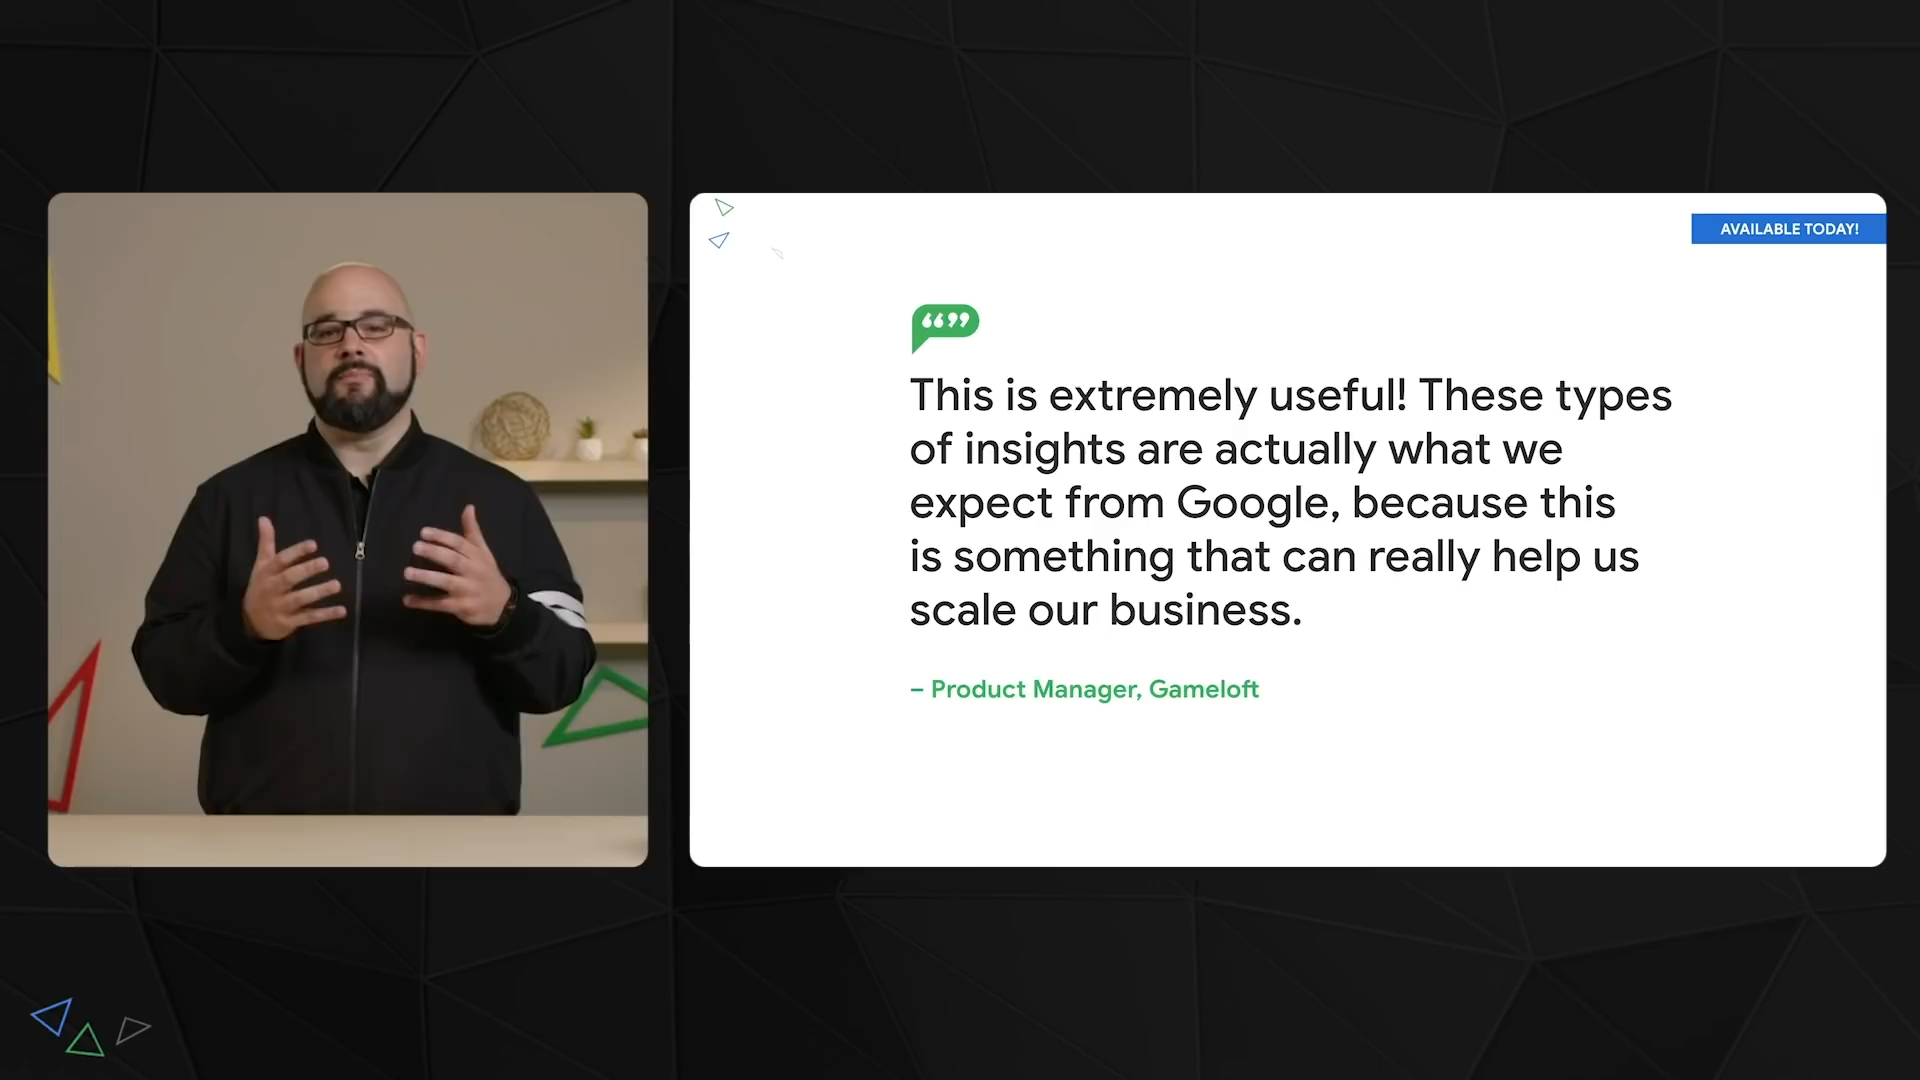 AVAILABLE TODAY!
This is extremely useful! These types
of insights are actually what we
expect from Google, because this
is something that can really help us
scale our business.
– Product Manager, Gameloft